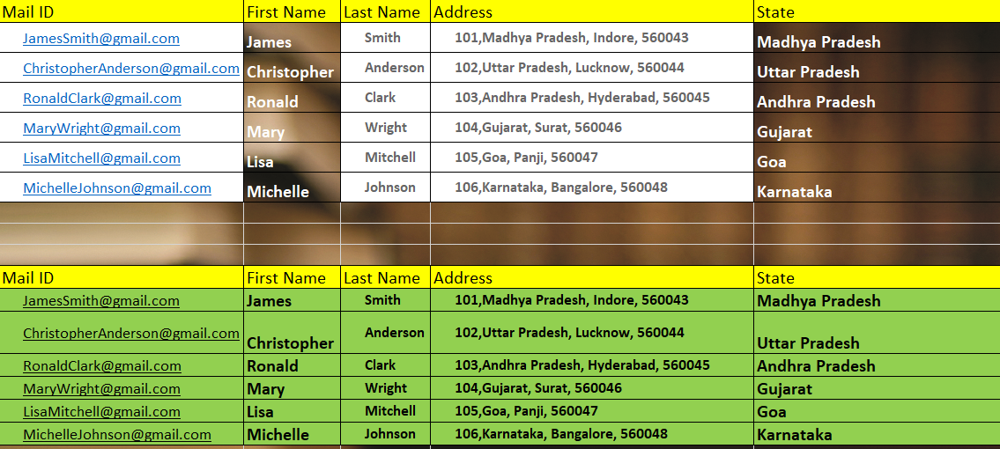 Mail ID First Name Last Name Address State
JamesSmith@gmail.com James Smith 101,Madhya Pradesh, Indore, 560043 Madhya Pradesh
ChristopherAnderson@gmail.com Christopher Anderson 102,Uttar Pradesh, Lucknow, 560044 Uttar Pradesh
RonaldClark@gmail.com Ronald Clark 103,Andhra Pradesh, Hyderabad, 560045 Andhra Pradesh
MaryWright@gmail.com Mary Wright 104,Gujarat, Surat, 560046 Gujarat
LisaMitchell@gmail.com Lisa Mitchell 105,Goa, Panji, 560047 Goa
MichelleJohnson@gmail.com Michelle Johnson 106,Karnataka, Bangalore, 560048 Karnataka
Mail ID First Name Last Name Address State
JamesSmith@gmail.com James Smith 101,Madhya Pradesh, Indore, 560043 Madhya Pradesh
ChristopherAnderson@gmail.com Christopher Anderson 102,Uttar Pradesh, Lucknow, 560044 Uttar Pradesh
RonaldClark@gmail.com Ronald Clark 103,Andhra Pradesh, Hyderabad, 560045 Andhra Pradesh
MaryWright@gmail.com Mary Wright 104,Gujarat, Surat, 560046 Gujarat
LisaMitchell@gmail.com Lisa Mitchell 105,Goa, Panji, 560047 Goa
MichelleJohnson@gmail.com Michelle Johnson 106,Karnataka, Bangalore, 560048 Karnataka